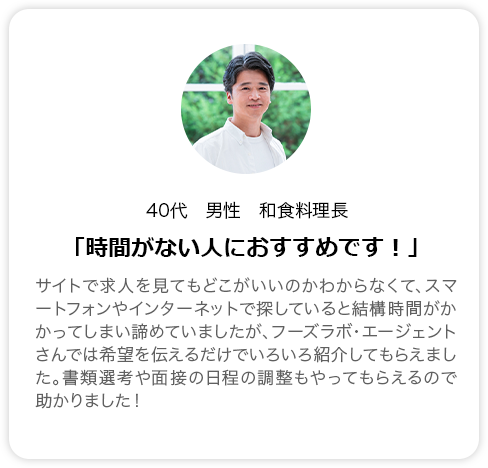 40代　男性　和食料理長
「時間がない人におすすめです！」
サイトで求人を見てもどこがいいのかわからなくて、スマ
ートフォンやインターネットで探していると結構時間がか
かってしまい諦めていましたが、フーズラボ・エージェント
さんでは希望を伝えるだけでいろいろ紹介してもらえまし
た。書類選考や面接の日程の調整もやってもらえるので
助かりました！